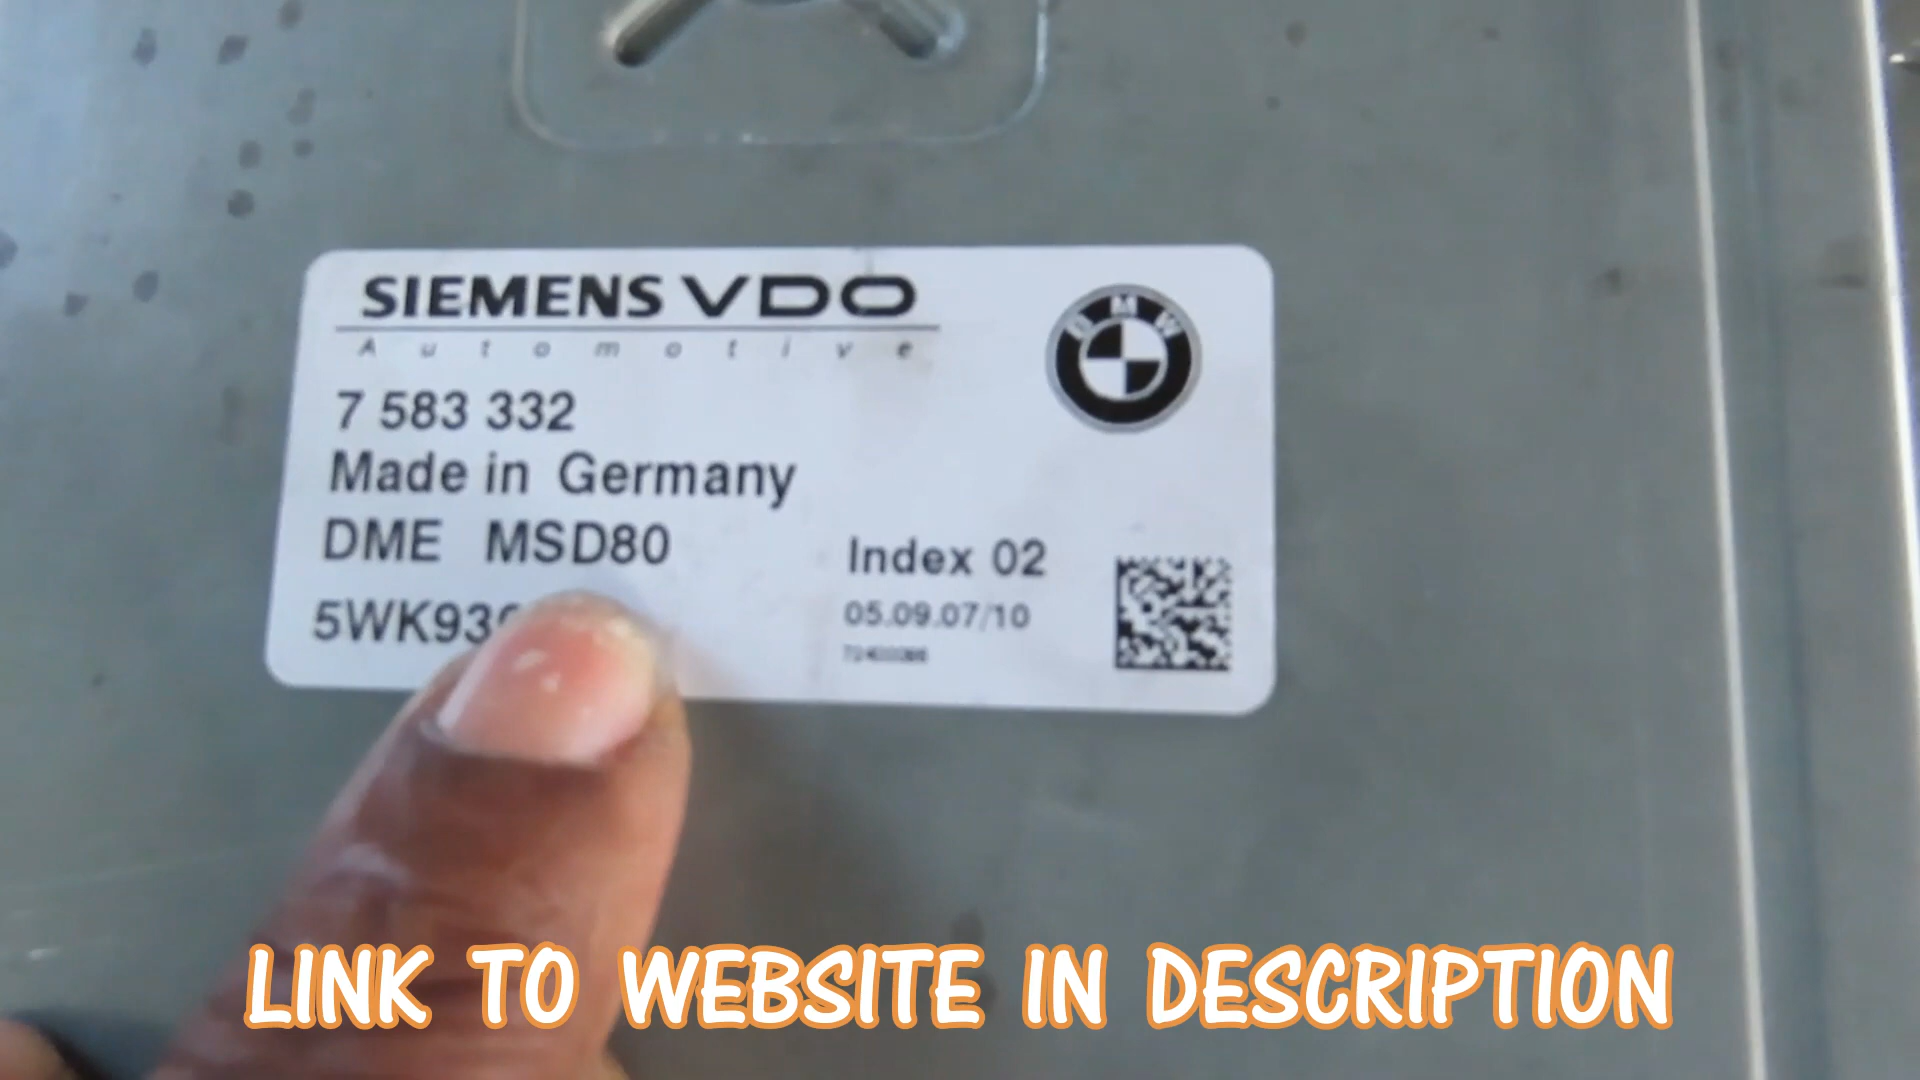 SIEMENS VDO
Automotive
BMW
7 583 332
Made in Germany
DME MSD80
Index 02
05.09.07/10
LINK TO WEBSITE IN DESCRIPTION